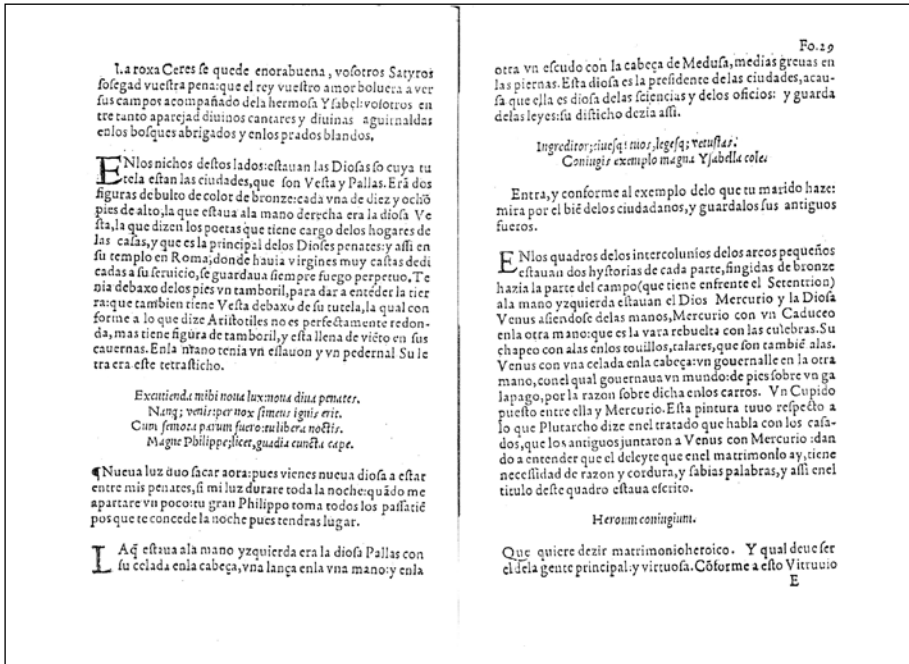 La roxa Ceres se quede enorabuena, vosotros Satyros
sosegad vuestra pena: que el rey vuestro amor boluera a ver
sus campos acompañado dela hermosa Ysabel: vosotros en
tre tanto aparejad diuinos cantares y diuinas aguirnaldas
enlos bosques abrigados y enlos prados blandos.
ENlos nichos destos lados: estauan las Diosas so cuya tu
tela estan las ciudades, que son Vesta y Pallas. Erã dos
figuras de bulto de color de bronze: cada vna de diez y ochõ
pies de alto, la que estaua ala mano derecha era la diosa Ve
sta, la que dizen los poetas que tiene cargo delos hogares de
las casas, y que es la principal delos Dioses penates: y assi en
su templo en Roma; donde hauia virgines muy castas dedi
cadas a su seruicio, se guardaua siempre fuego perpetuo. Te
nia debaxo delos pies vn tamboril, para dar a entẽder la tier
ra: que tambien tiene Vesta debaxo de su tutela, la qual con
forme a lo que dize Aristotiles no es perfectamente redon-
da, mas tiene figura de tamboril, y esta llena de viẽto en sus
cauernas. Enla mano tenia vn eslauon y vn pedernal Su le
tra era este tetrasticho.
Excutienda mihi noua lux: noua diua penates.
Nanq; venis: per nox si meus ignis erit.
Cum semota parum fuero: tu libera noctis.
Magne Philippe; licet, guadia cuncta cape.
¶Nueua luz deuo sacar aora: pues vienes nueua diosa a estar
entre mis penates, si mi luz durare toda la noche: quãdo me
apartare vn poco: tu gran Philippo toma todos los passatiẽ
pos que te concede la noche pues tendras lugar.
LA q̃ estaua ala mano yzquierda era la diosa Pallas con
su celada enla cabeça, vna lança enla vna mano: y enla
Fo.29
otra vn escudo con la cabeça de Medusa, medias greuas en
las piernas. Esta diosa es la presidente delas ciudades, acau-
sa que ella es diosa delas sciencias y delos oficios: y guarda
delas leyes: su disticho dezia assi.
Ingreditor; ciuesq; tuos, legesq; vetustas.
Coniugis exemplo magna Ysabella cole.
Entra, y conforme al exemplo delo que tu marido haze:
mira por el biẽ delos ciudadanos, y guardalos sus antiguos
fueros.
ENlos quadros delos intercolunios delos arcos pequeños
estauan dos hystorias de cada parte, fingidas de bronze
hazia la parte del campo (que tiene enfrente el Setentrion)
ala mano yzquierda estauan el Dios Mercurio y la Diosa
Venus asiendose delas manos, Mercurio con vn Caduceo
enla otra mano: que es la vara rebuelta con las culebras. Su
chapeo con alas enlos touillos, talares, que son tambiẽ alas.
Venus con vna celada enla cabeça: vn gouernalle en la otra
mano, conel qual gouernaua vn mundo: de pies sobre vn ga
lapago, por la razon sobre dicha enlos carros. Vn Cupido
puesto entre ella y Mercurio. Esta pintura tuuo respecto a
lo que Plutarcho dize enel tratado que habla con los casa-
dos, que los antiguos juntaron a Venus con Mercurio: dan
do a entender que el deleyte que enel matrimonio ay, tiene
necessidad de razon y cordura, y sabias palabras, y assi enel
titulo deste quadro estaua escrito.
Heroum coniugium.
Que quiere dezir matrimonio heroico. Y qual deue ser
el dela gente principal: y virtuosa. Cõforme a esto Vitruuio
E